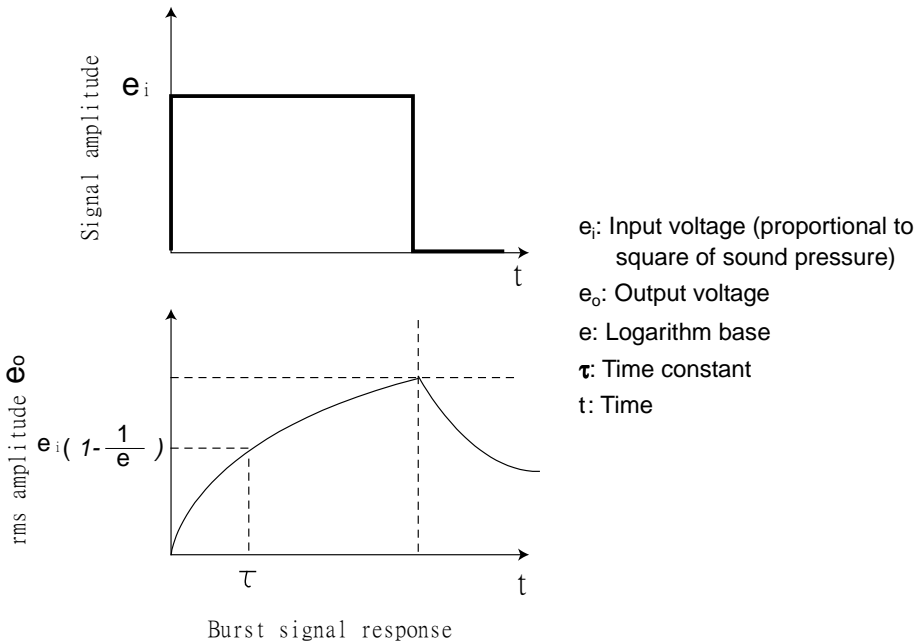 Signal amplitude
eᵢ
t
rms amplitude eₒ
eᵢ( 1-1/e )
τ
t
Burst signal response
eᵢ: Input voltage (proportional to
square of sound pressure)
eₒ: Output voltage
e: Logarithm base
τ: Time constant
t: Time